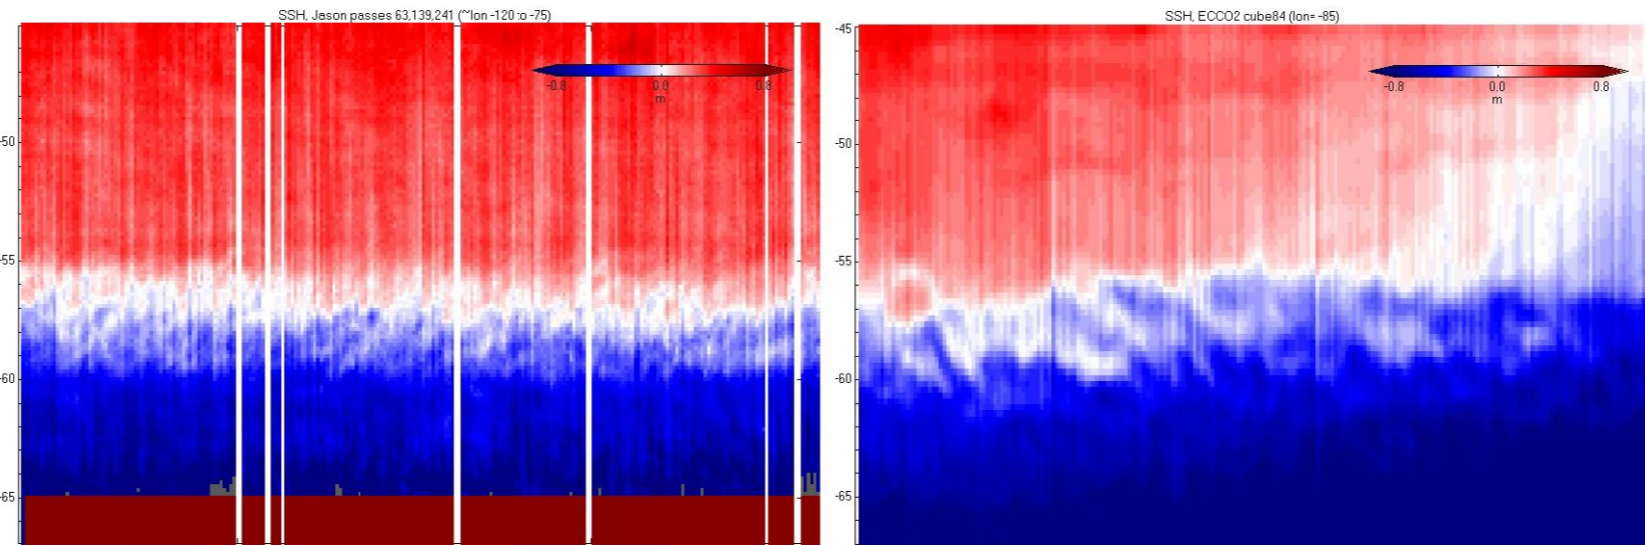 SSH, Jason passes 63,139,241 (~lon -120 to -75)
-0.8 0.0 0.8
m
-50
-55
-60
-65
SSH, ECCO2 cube84 (lon= -85)
-45
-0.8 0.0 0.8
m
-50
-55
-60
-65